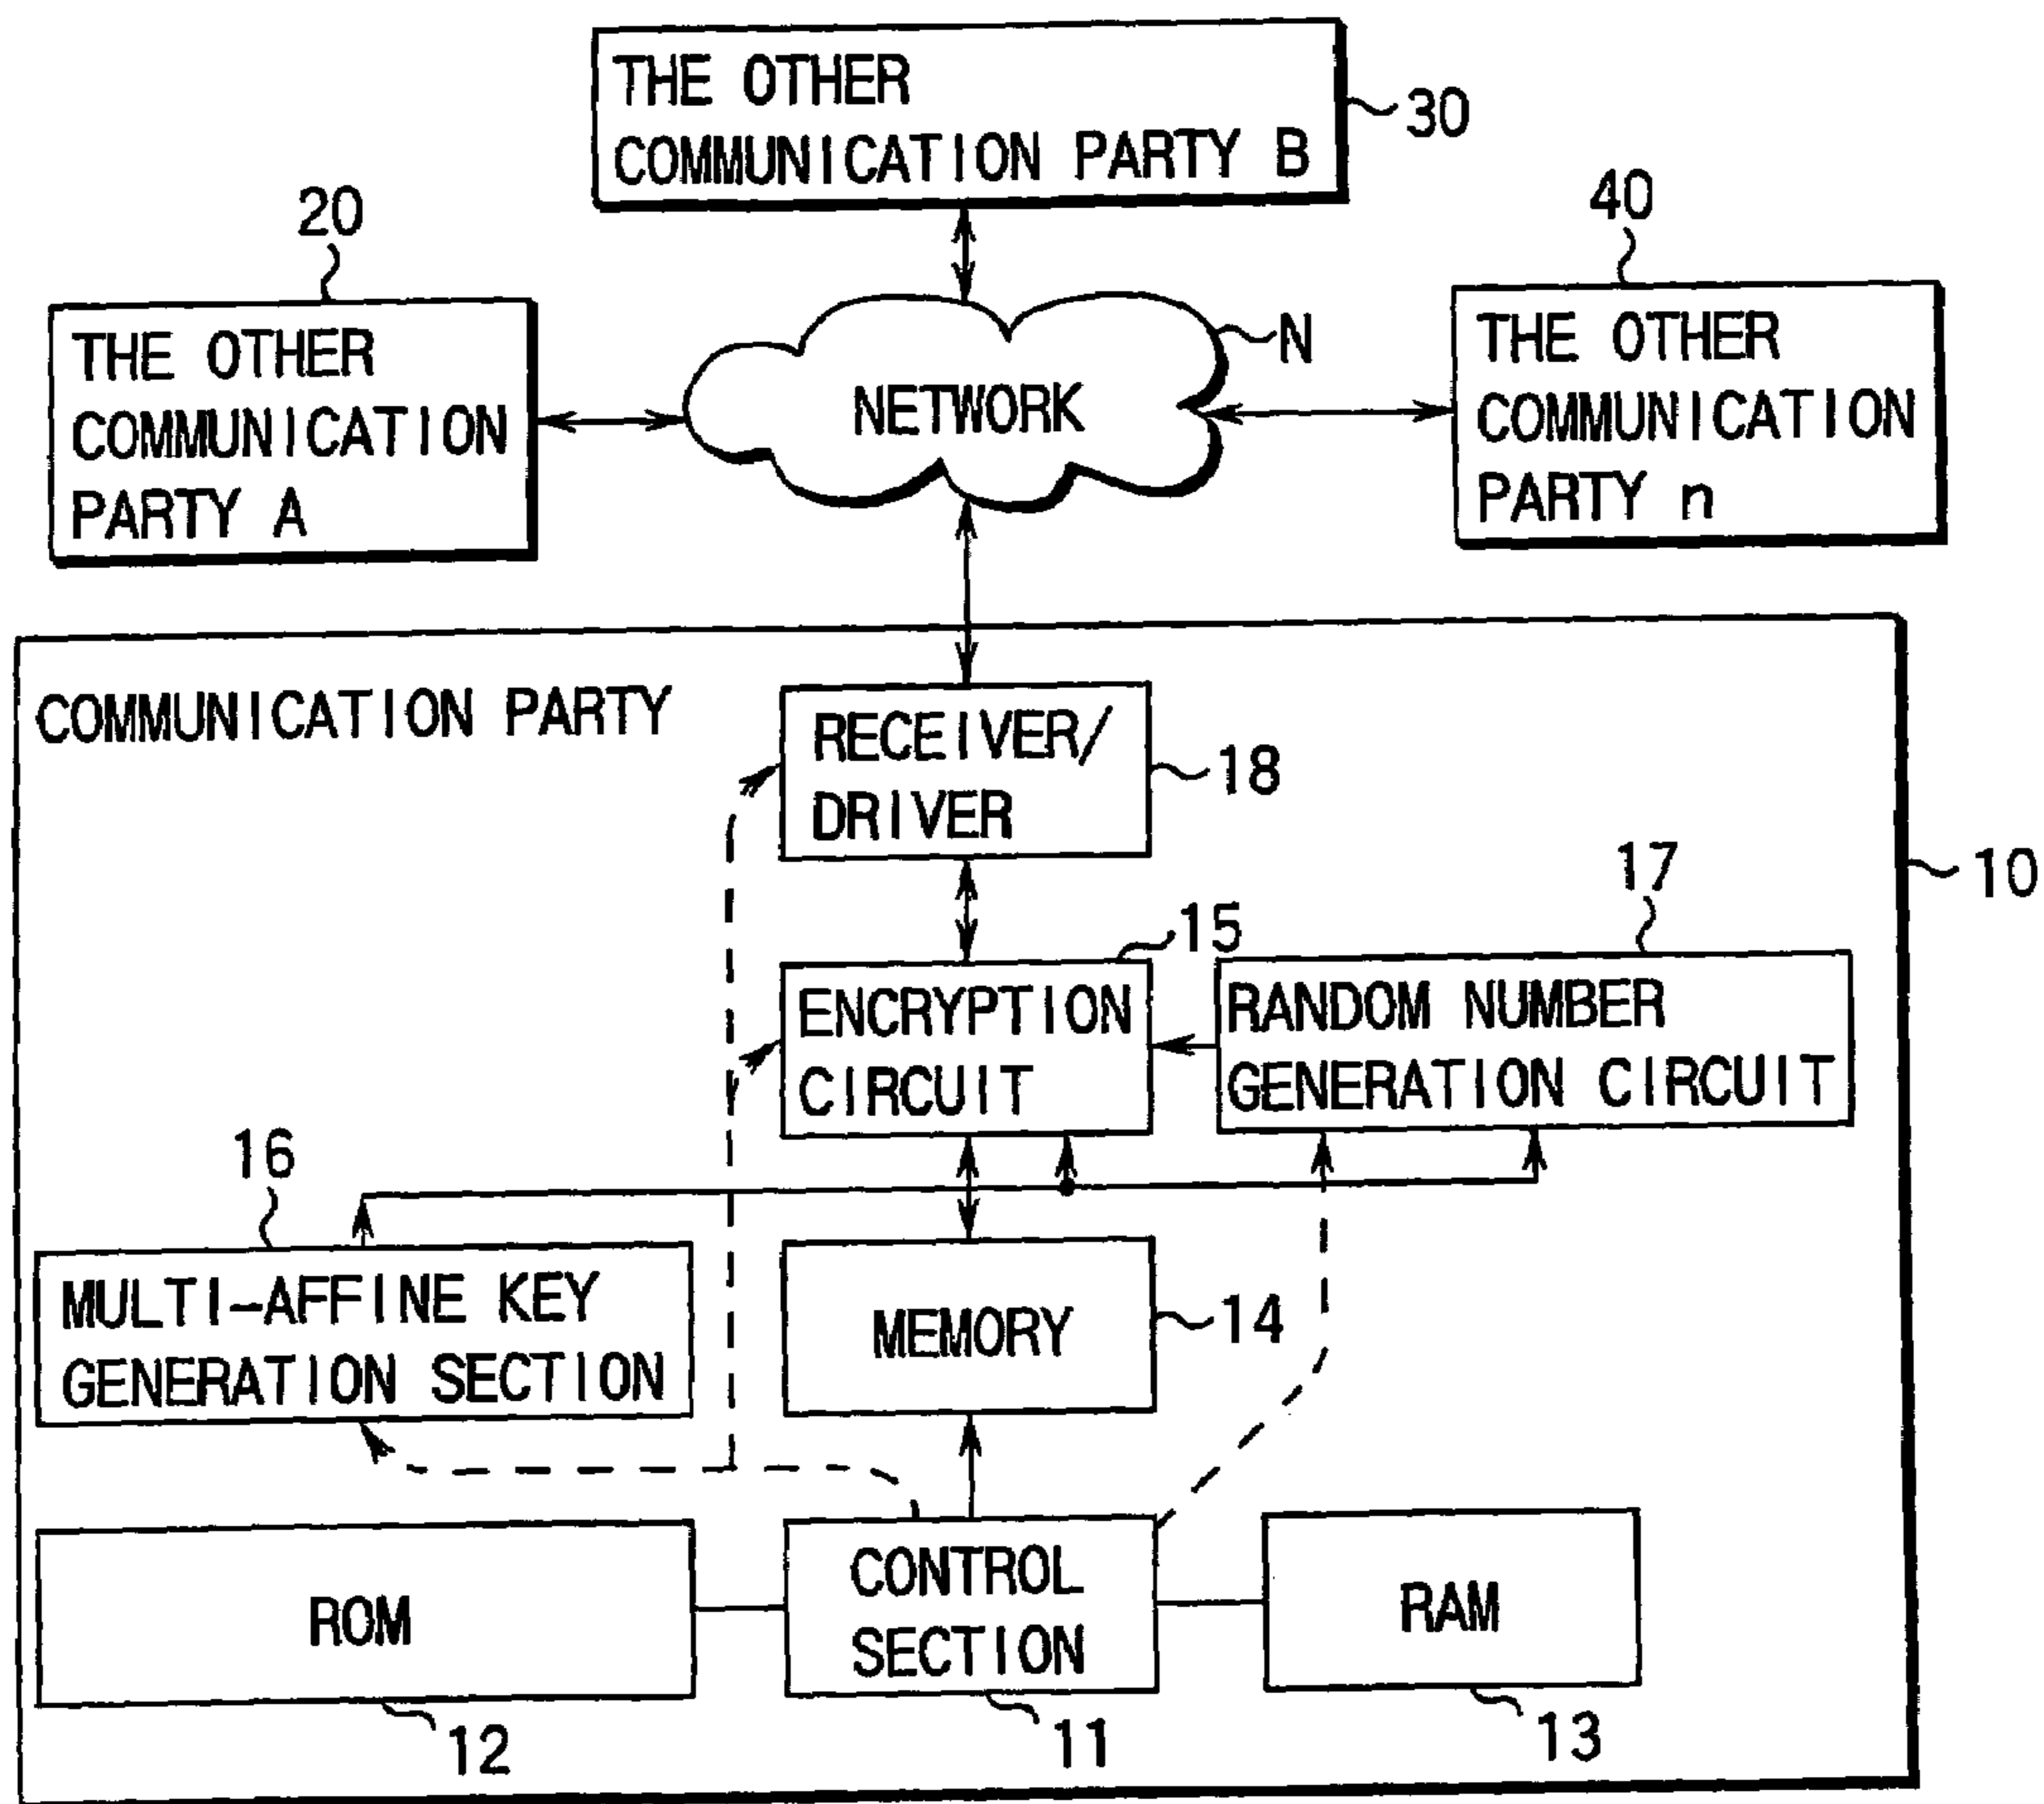 THE OTHER
COMMUNICATION PARTY B
30
20
40
THE OTHER
COMMUNICATION
PARTY A
NETWORK
N
THE OTHER
COMMUNICATION
PARTY n
COMMUNICATION PARTY
RECEIVER/
DRIVER
18
10
17
15
ENCRYPTION
CIRCUIT
RANDOM NUMBER
GENERATION CIRCUIT
16
MULTI-AFFINE KEY
GENERATION SECTION
MEMORY
14
ROM
CONTROL
SECTION
RAM
12
11
13